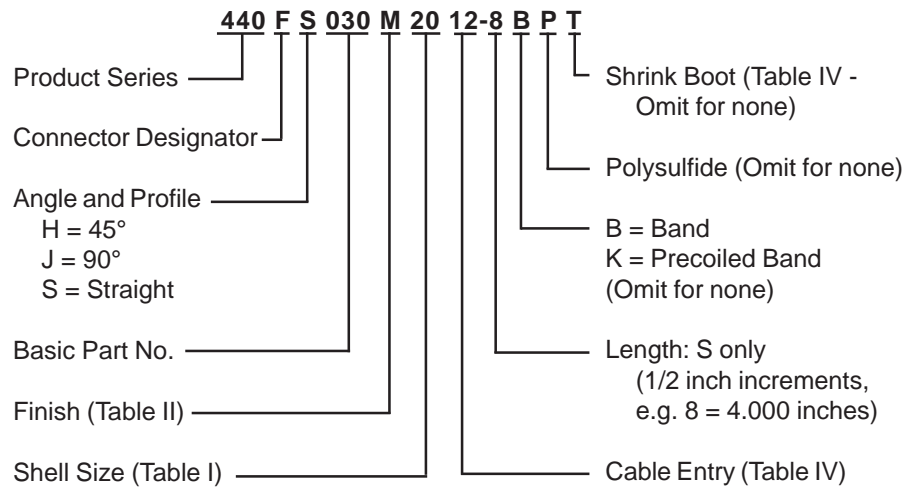 440 F S 030 M 20 12-8 B P T
Product Series
Connector Designator
Angle and Profile
H = 45°
J = 90°
S = Straight
Basic Part No.
Finish (Table II)
Shell Size (Table I)
Shrink Boot (Table IV -
Omit for none)
Polysulfide (Omit for none)
B = Band
K = Precoiled Band
(Omit for none)
Length: S only
(1/2 inch increments,
e.g. 8 = 4.000 inches)
Cable Entry (Table IV)